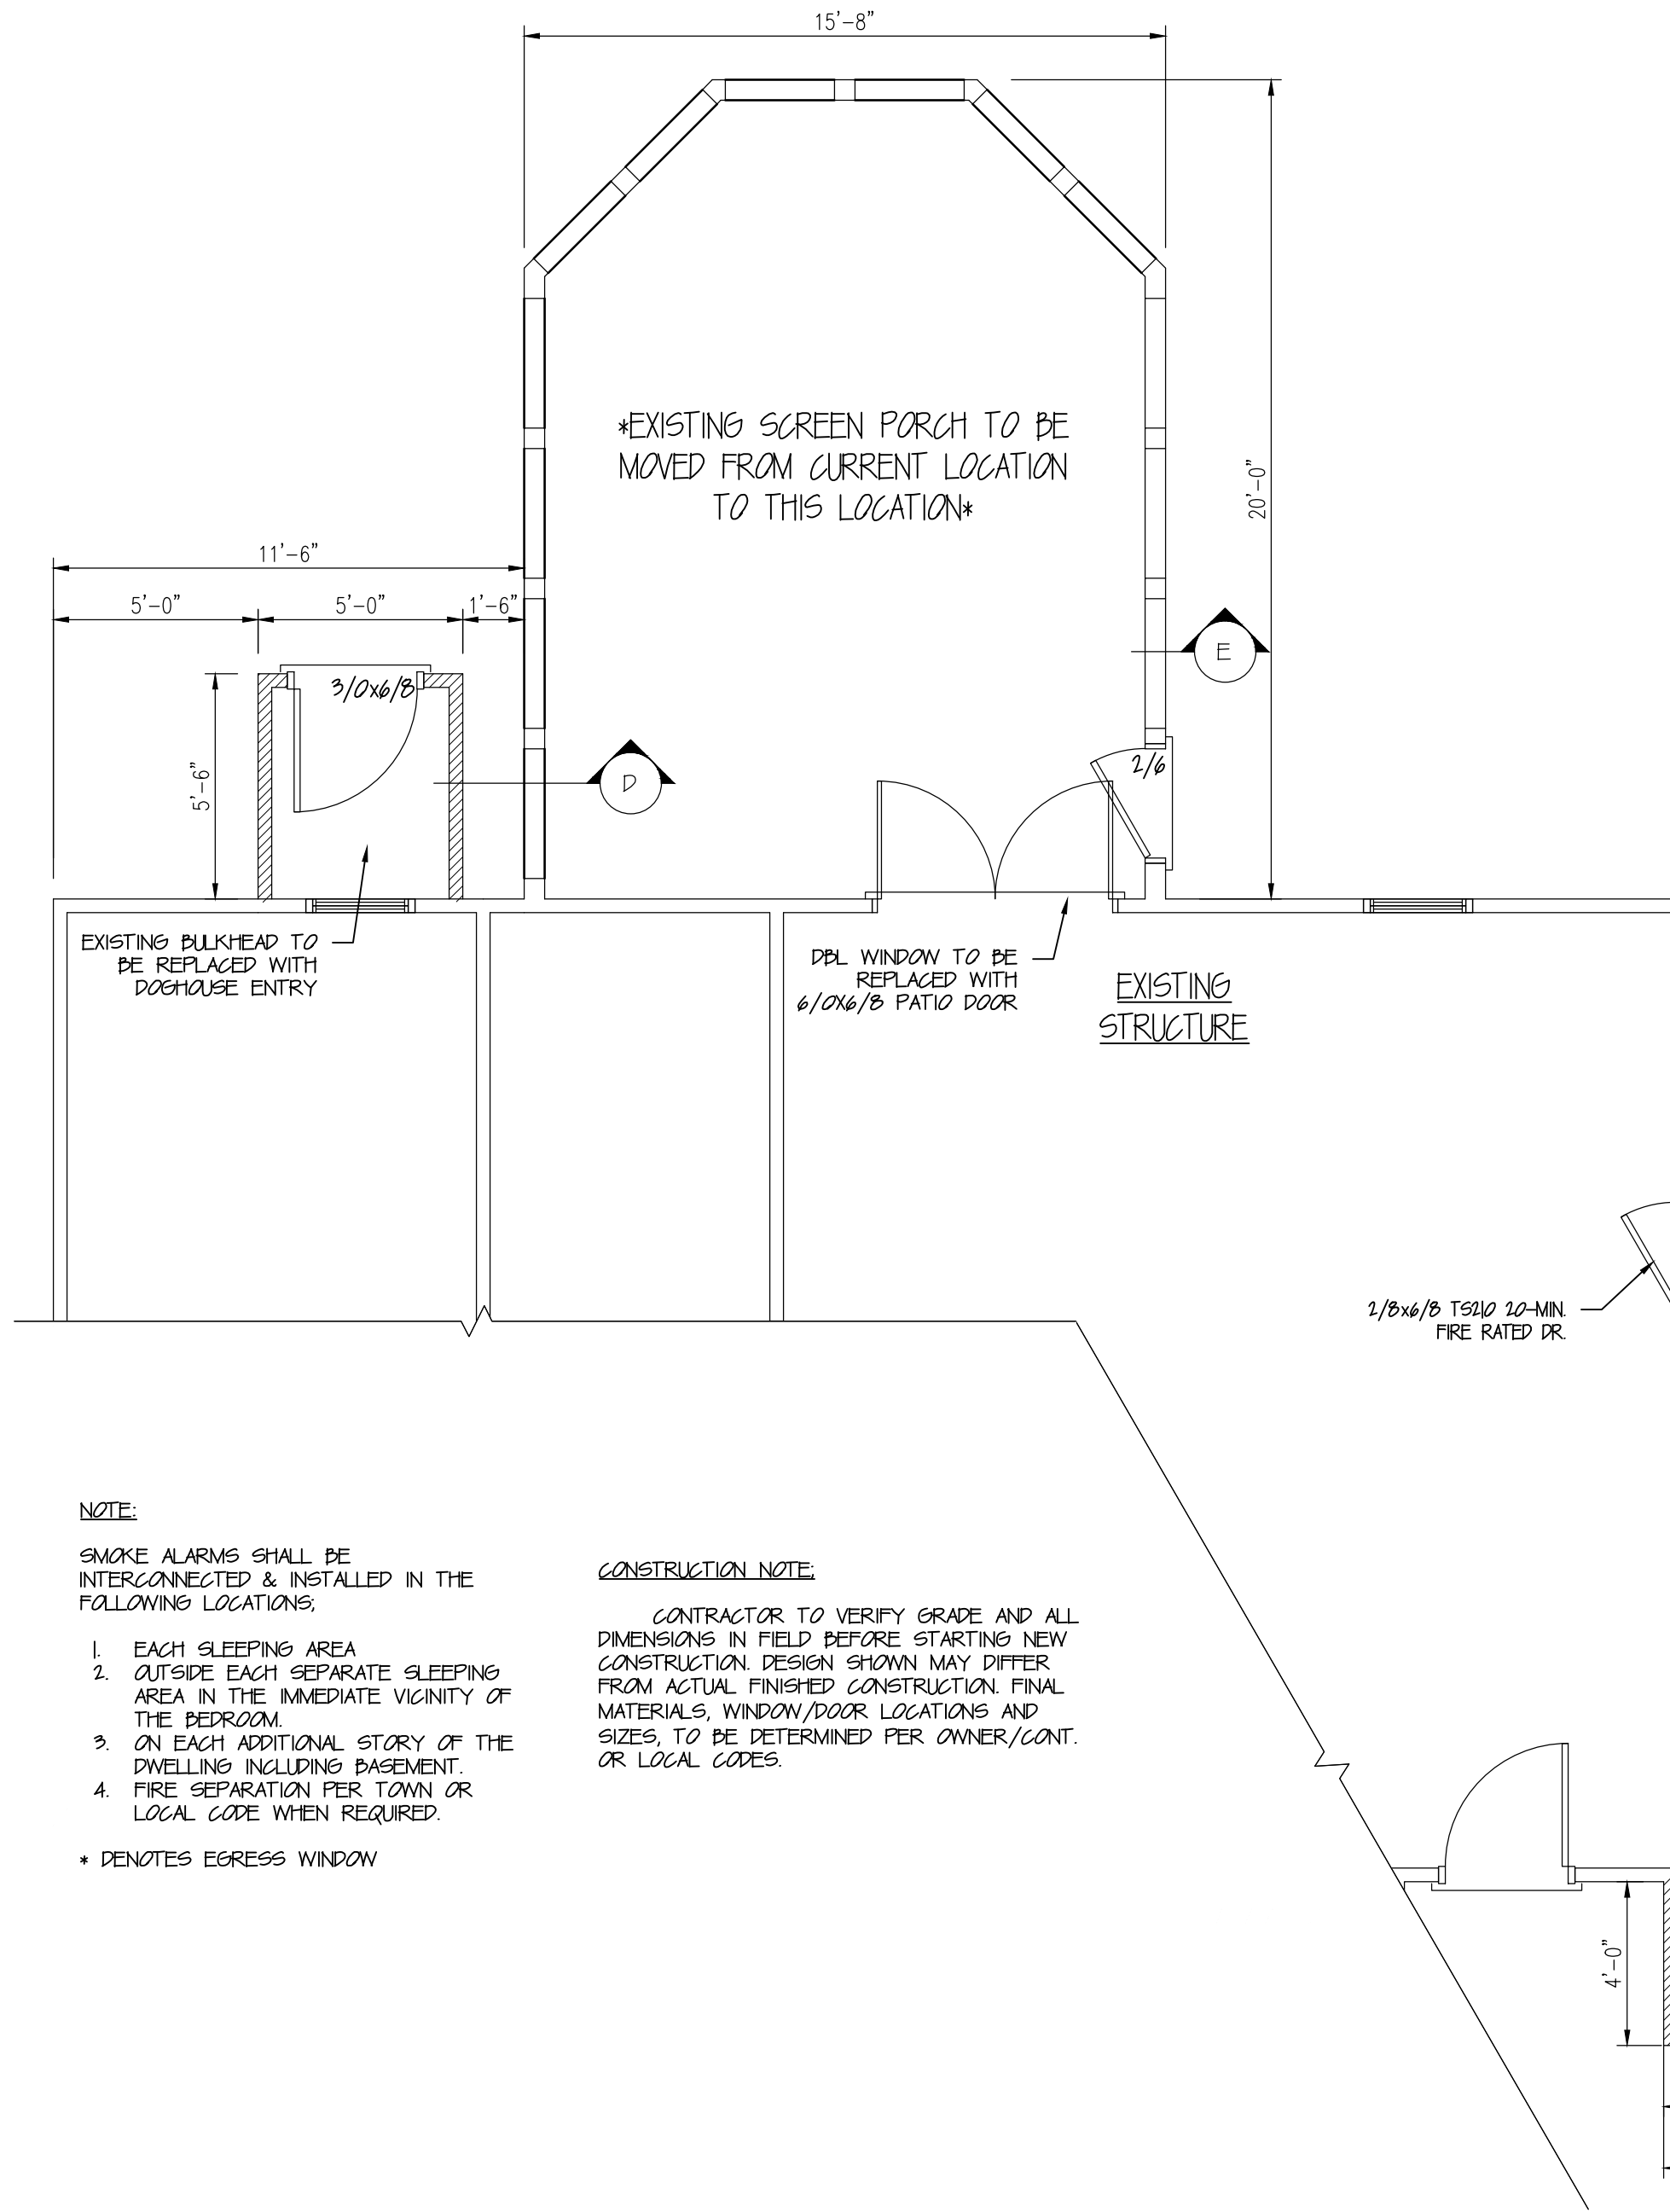 15'-8"
*EXISTING SCREEN PORCH TO BE
MOVED FROM CURRENT LOCATION
TO THIS LOCATION*
20'-0"
11'-6"
5'-0"
5'-0"
1'-6"
E
3/0x6/8
5'-6"
D
2/6
EXISTING BULKHEAD TO
BE REPLACED WITH
DOGHOUSE ENTRY
DBL WINDOW TO BE
REPLACED WITH
6/0X6/8 PATIO DOOR
EXISTING
STRUCTURE
2/8x6/8 TS210 20-MIN.
FIRE RATED DR.
NOTE:
SMOKE ALARMS SHALL BE
INTERCONNECTED & INSTALLED IN THE
FOLLOWING LOCATIONS;
1. EACH SLEEPING AREA
2. OUTSIDE EACH SEPARATE SLEEPING
AREA IN THE IMMEDIATE VICINITY OF
THE BEDROOM.
3. ON EACH ADDITIONAL STORY OF THE
DWELLING INCLUDING BASEMENT.
4. FIRE SEPARATION PER TOWN OR
LOCAL CODE WHEN REQUIRED.
* DENOTES EGRESS WINDOW
CONSTRUCTION NOTE;
CONTRACTOR TO VERIFY GRADE AND ALL
DIMENSIONS IN FIELD BEFORE STARTING NEW
CONSTRUCTION. DESIGN SHOWN MAY DIFFER
FROM ACTUAL FINISHED CONSTRUCTION. FINAL
MATERIALS, WINDOW/DOOR LOCATIONS AND
SIZES, TO BE DETERMINED PER OWNER/CONT.
OR LOCAL CODES.
4'-0"